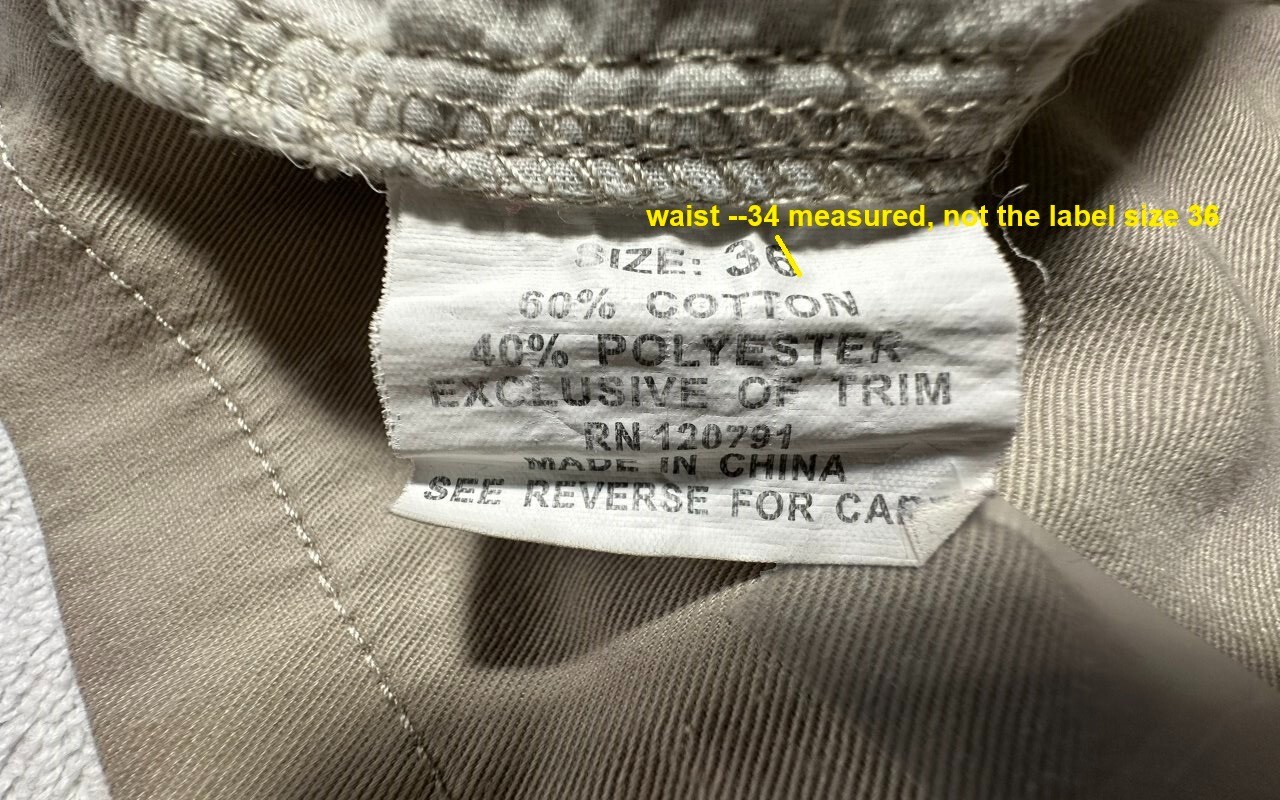 waist --34 measured, not the label size 36
SIZE: 36
60% COTTON
40% POLYESTER
EXCLUSIVE OF TRIM
RN 120791
MADE IN CHINA
SEE REVERSE FOR